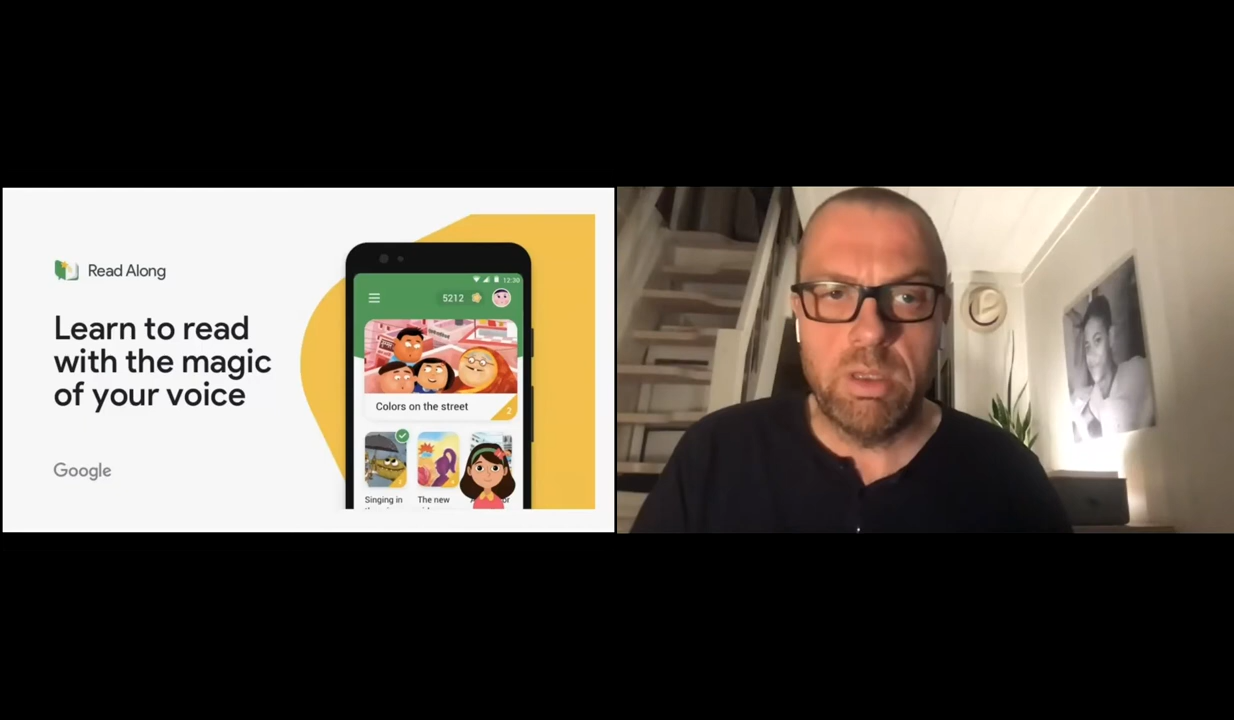 Read Along
Learn to read
with the magic
of your voice
Google
12:30
5212
Colors on the street
2
Singing in
The new